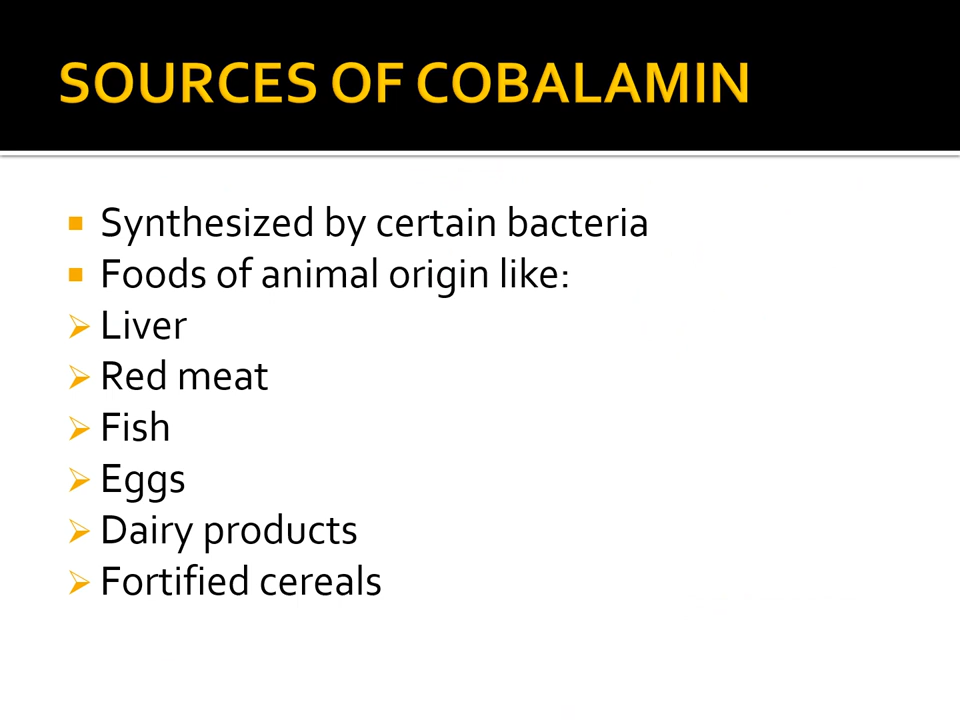 SOURCES OF COBALAMIN
Synthesized by certain bacteria
Foods of animal origin like:
Liver
Red meat
Fish
Eggs
Dairy products
Fortified cereals